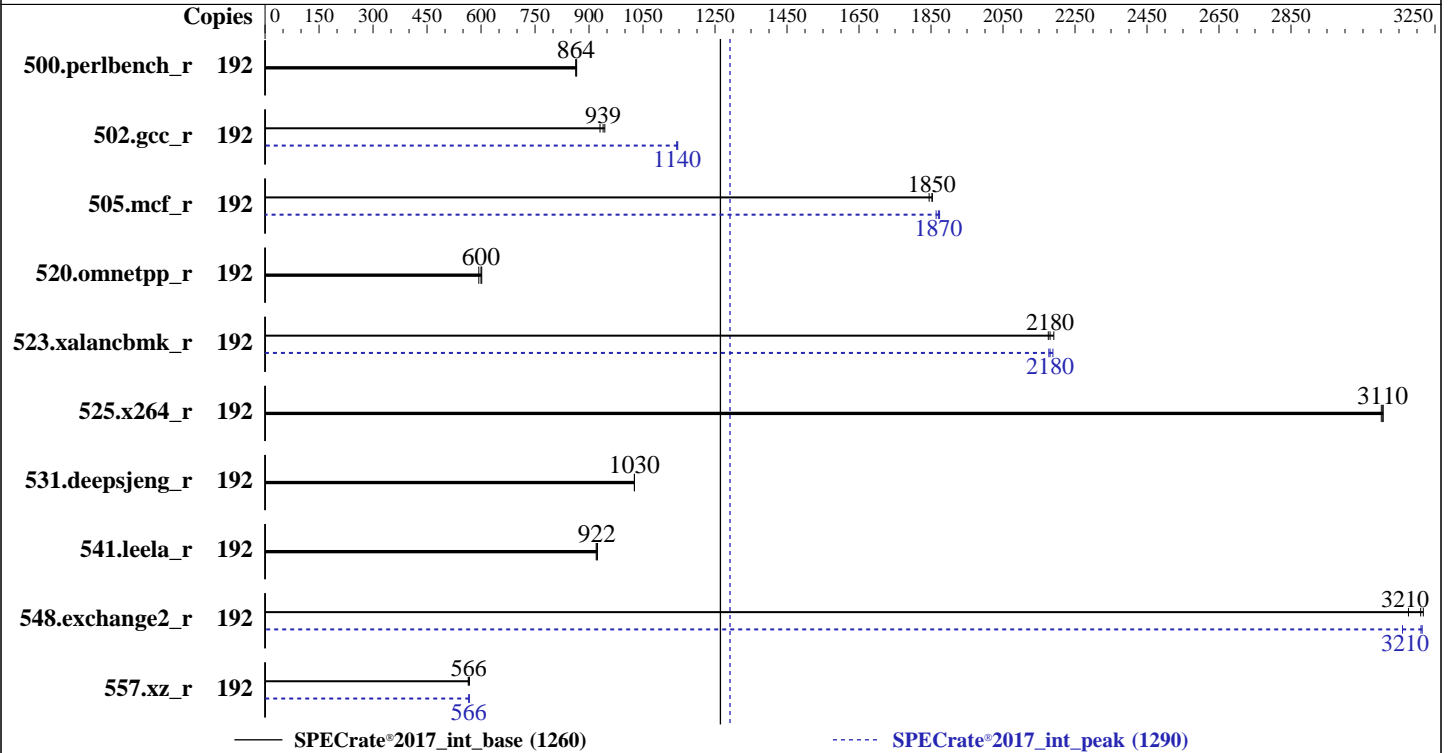 Copies 0 150 300 450 600 750 900 1050 1250 1450 1650 1850 2050 2250 2450 2650 2850 3250
500.perlbench_r 192 864
502.gcc_r 192 939
1140
505.mcf_r 192 1850
1870
520.omnetpp_r 192 600
523.xalancbmk_r 192 2180
2180
525.x264_r 192 3110
531.deepsjeng_r 192 1030
541.leela_r 192 922
548.exchange2_r 192 3210
3210
557.xz_r 192 566
566
SPECrate®2017_int_base (1260) SPECrate®2017_int_peak (1290)